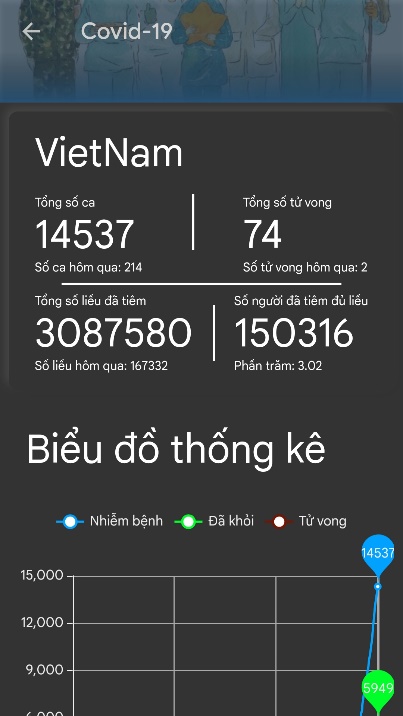 Covid-19
VietNam
Tổng số ca
Tổng số tử vong
14537
74
Số ca hôm qua: 214
Số tử vong hôm qua: 2
Tổng số liều đã tiêm
Số người đã tiêm đủ liều
3087580
150316
Số liều hôm qua: 167332
Phần trăm: 3.02
Biểu đồ thống kê
Nhiễm bệnh
Đã khỏi
Tử vong
14537
15,000
12,000
9,000
5949
6,000